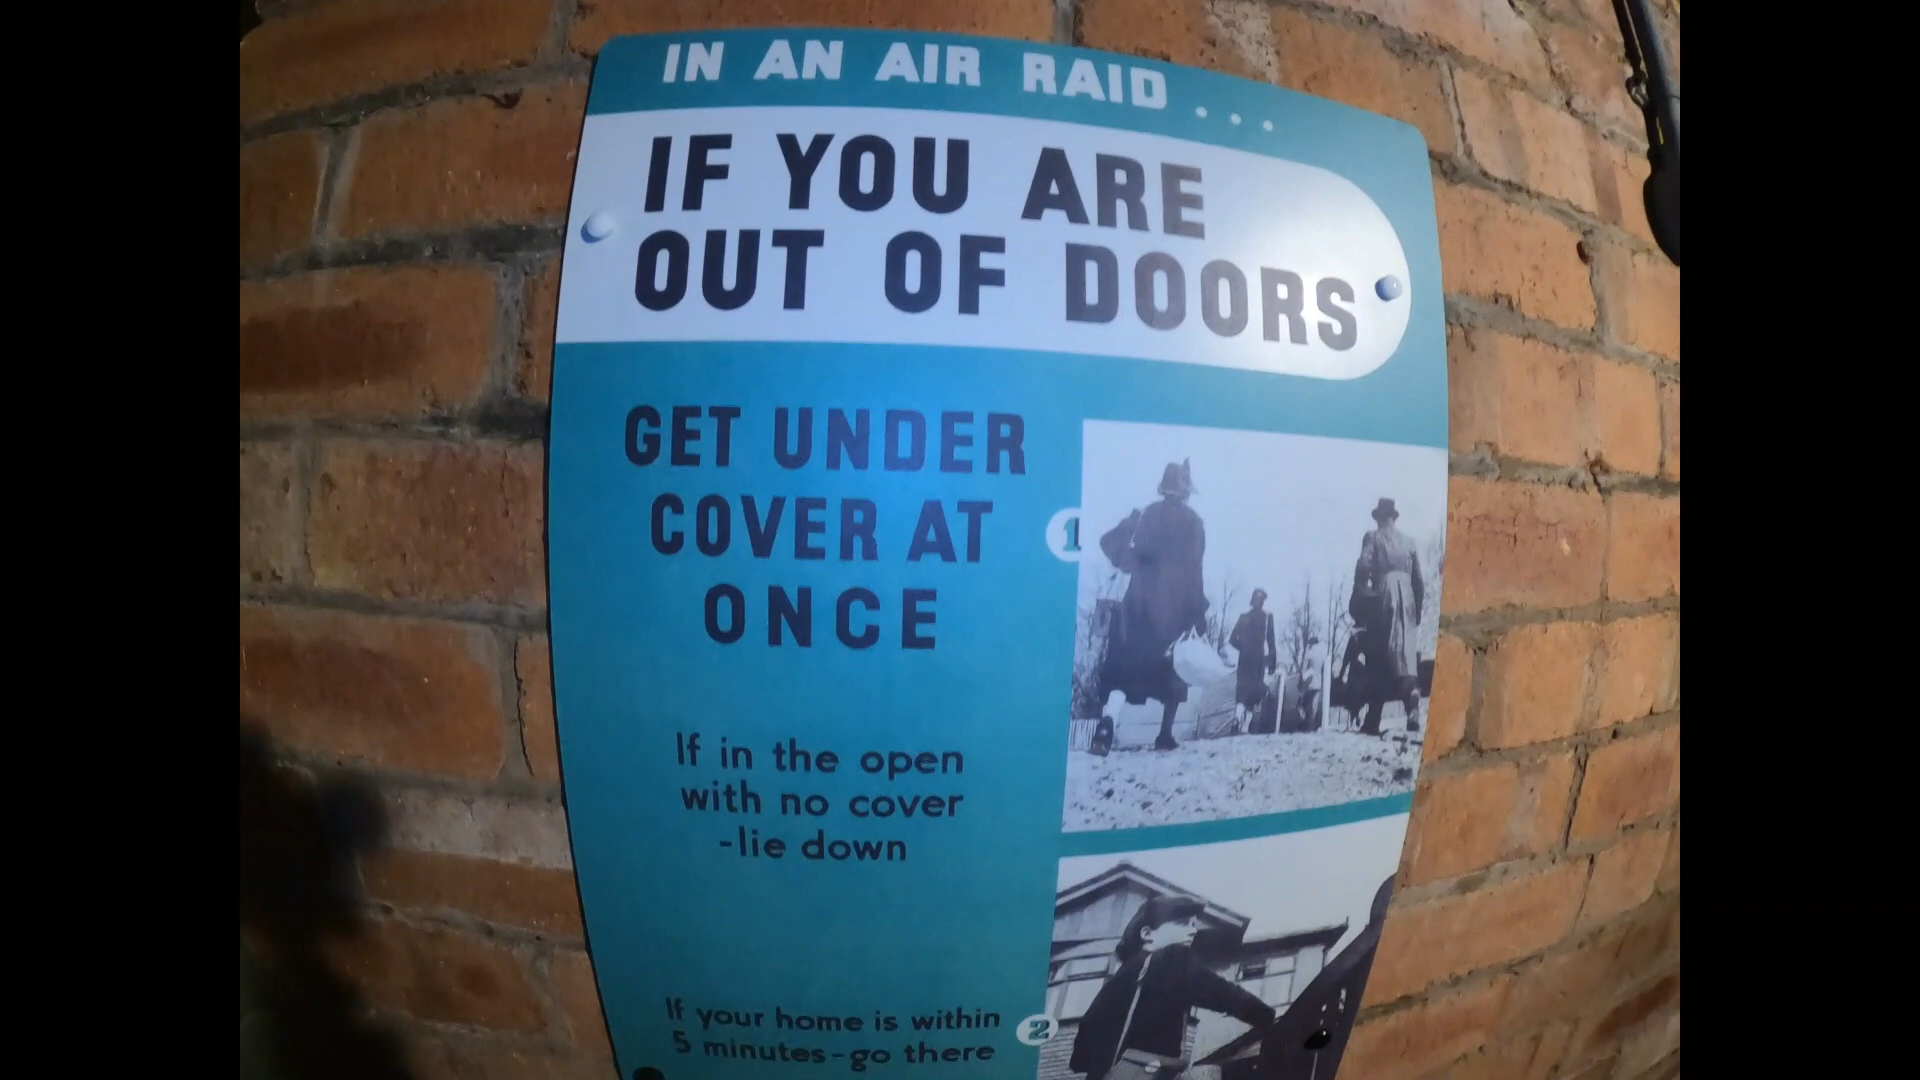 IN AN AIR RAID...
IF YOU ARE
OUT OF DOORS
GET UNDER
COVER AT
ONCE
1
If in the open
with no cover
-lie down
If your home is within
5 minutes-go there
2